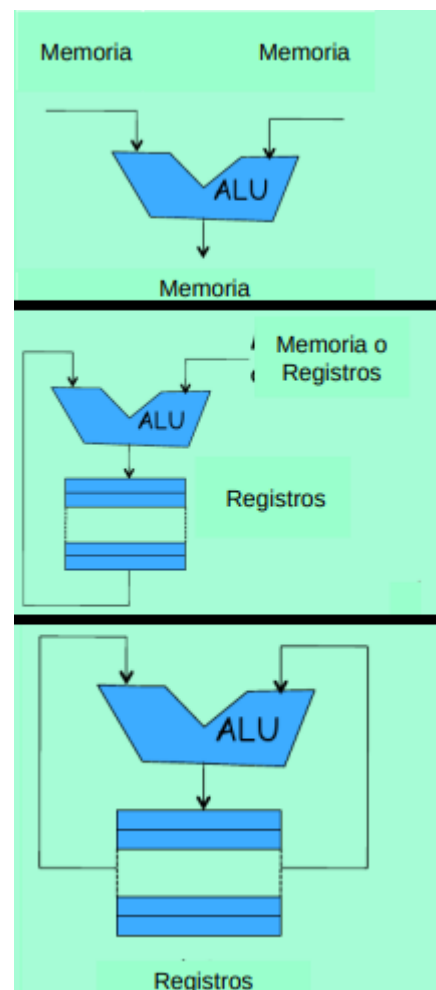 Memoria Memoria
ALU
Memoria
Memoria o
Registros
ALU
Registros
ALU
Registros